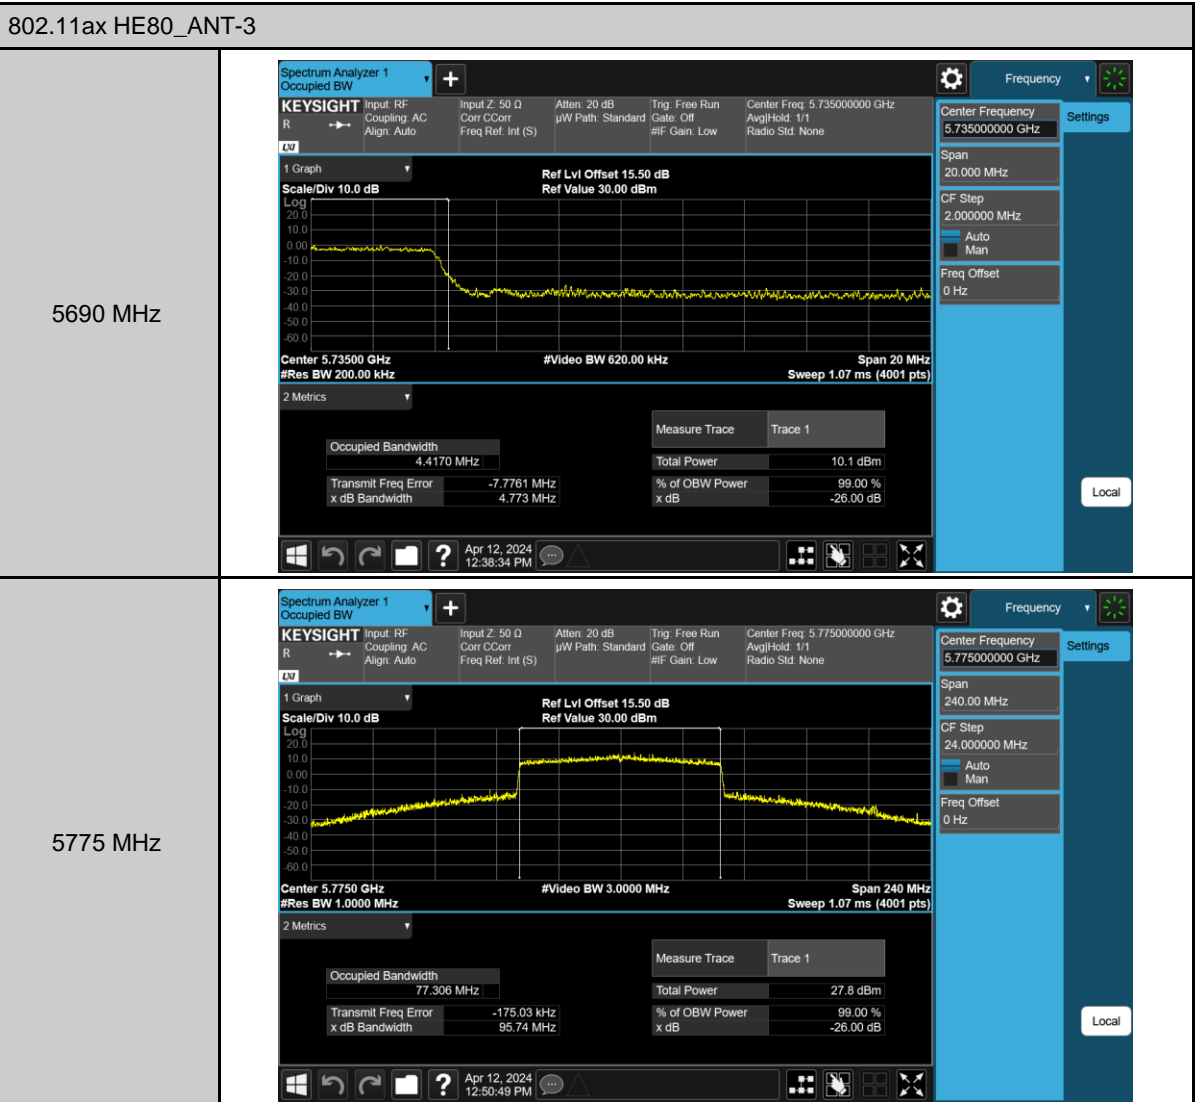 802.11ax HE80_ANT-3
5690 MHz
Spectrum Analyzer 1
Occupied BW
+
Frequency
KEYSIGHT
R
LXI
Input: RF
Coupling: AC
Align: Auto
Input Z: 50 Ω
Corr CCorr
Freq Ref: Int (S)
Atten: 20 dB
µW Path: Standard
Trig: Free Run
Gate: Off
#IF Gain: Low
Center Freq: 5.735000000 GHz
Avg|Hold: 1/1
Radio Std: None
Center Frequency
5.735000000 GHz
Settings
Span
20.000 MHz
CF Step
2.000000 MHz
Auto
Man
Freq Offset
0 Hz
Local
1 Graph
Scale/Div 10.0 dB
Ref Lvl Offset 15.50 dB
Ref Value 30.00 dBm
Log
20.0
10.0
0.00
-10.0
-20.0
-30.0
-40.0
-50.0
-60.0
Center 5.73500 GHz
#Video BW 620.00 kHz
Span 20 MHz
#Res BW 200.00 kHz
Sweep 1.07 ms (4001 pts)
2 Metrics
Measure Trace Trace 1
Occupied Bandwidth
4.4170 MHz
Total Power 10.1 dBm
Transmit Freq Error -7.7761 MHz
% of OBW Power 99.00 %
x dB Bandwidth 4.773 MHz
x dB -26.00 dB
?
Apr 12, 2024
12:38:34 PM
5775 MHz
Spectrum Analyzer 1
Occupied BW
+
Frequency
KEYSIGHT
R
LXI
Input: RF
Coupling: AC
Align: Auto
Input Z: 50 Ω
Corr CCorr
Freq Ref: Int (S)
Atten: 20 dB
µW Path: Standard
Trig: Free Run
Gate: Off
#IF Gain: Low
Center Freq: 5.775000000 GHz
Avg|Hold: 1/1
Radio Std: None
Center Frequency
5.775000000 GHz
Settings
Span
240.00 MHz
CF Step
24.000000 MHz
Auto
Man
Freq Offset
0 Hz
Local
1 Graph
Scale/Div 10.0 dB
Ref Lvl Offset 15.50 dB
Ref Value 30.00 dBm
Log
20.0
10.0
0.00
-10.0
-20.0
-30.0
-40.0
-50.0
-60.0
Center 5.7750 GHz
#Video BW 3.0000 MHz
Span 240 MHz
#Res BW 1.0000 MHz
Sweep 1.07 ms (4001 pts)
2 Metrics
Measure Trace Trace 1
Occupied Bandwidth
77.306 MHz
Total Power 27.8 dBm
Transmit Freq Error -175.03 kHz
% of OBW Power 99.00 %
x dB Bandwidth 95.74 MHz
x dB -26.00 dB
?
Apr 12, 2024
12:50:49 PM